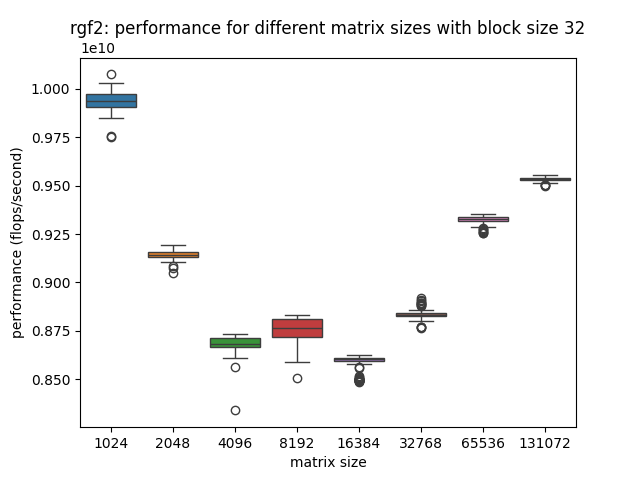 rgf2: performance for different matrix sizes with block size 32
1e10
1.000
0.975
0.950
0.925
0.900
0.875
0.850
performance (flops/second)
1024 2048 4096 8192 16384 32768 65536 131072
matrix size